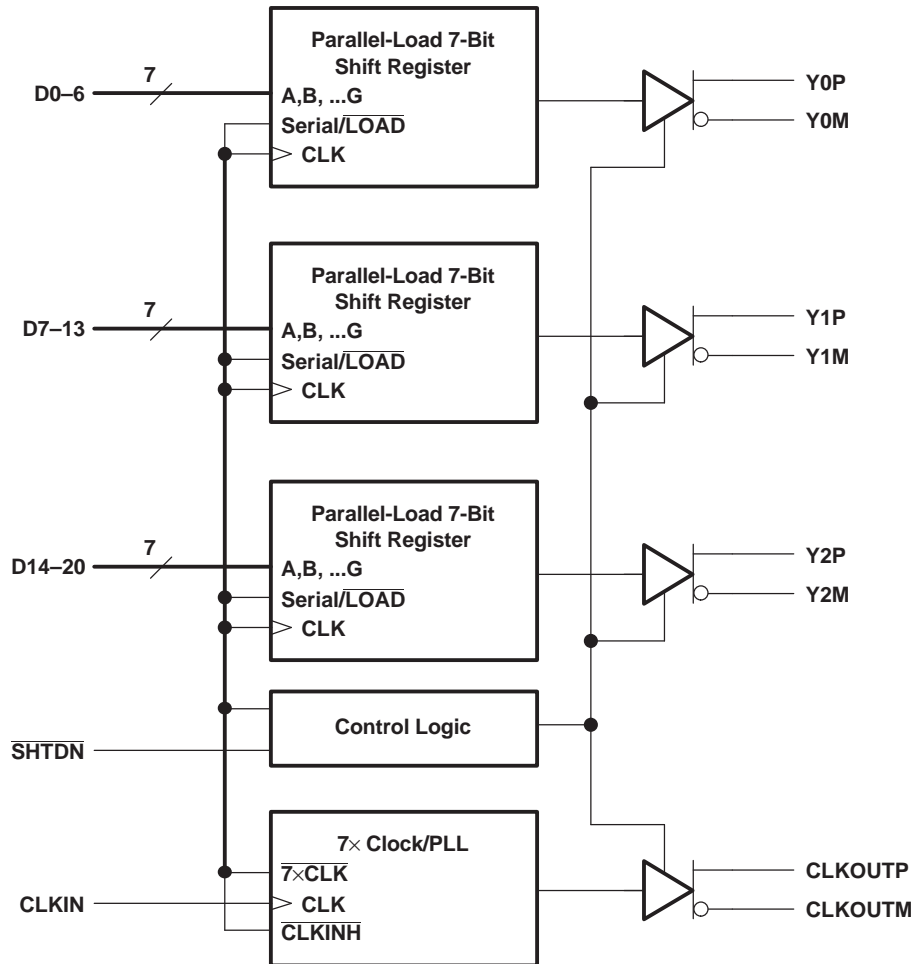 Parallel-Load 7-Bit
Shift Register
7
D0–6
A,B, ...G
Serial/LOAD
CLK
Y0P
Y0M
Parallel-Load 7-Bit
Shift Register
7
D7–13
A,B, ...G
Serial/LOAD
CLK
Y1P
Y1M
Parallel-Load 7-Bit
Shift Register
7
D14–20
A,B, ...G
Serial/LOAD
CLK
Y2P
Y2M
Control Logic
SHTDN
7× Clock/PLL
7×CLK
CLKIN
CLK
CLKINH
CLKOUTP
CLKOUTM